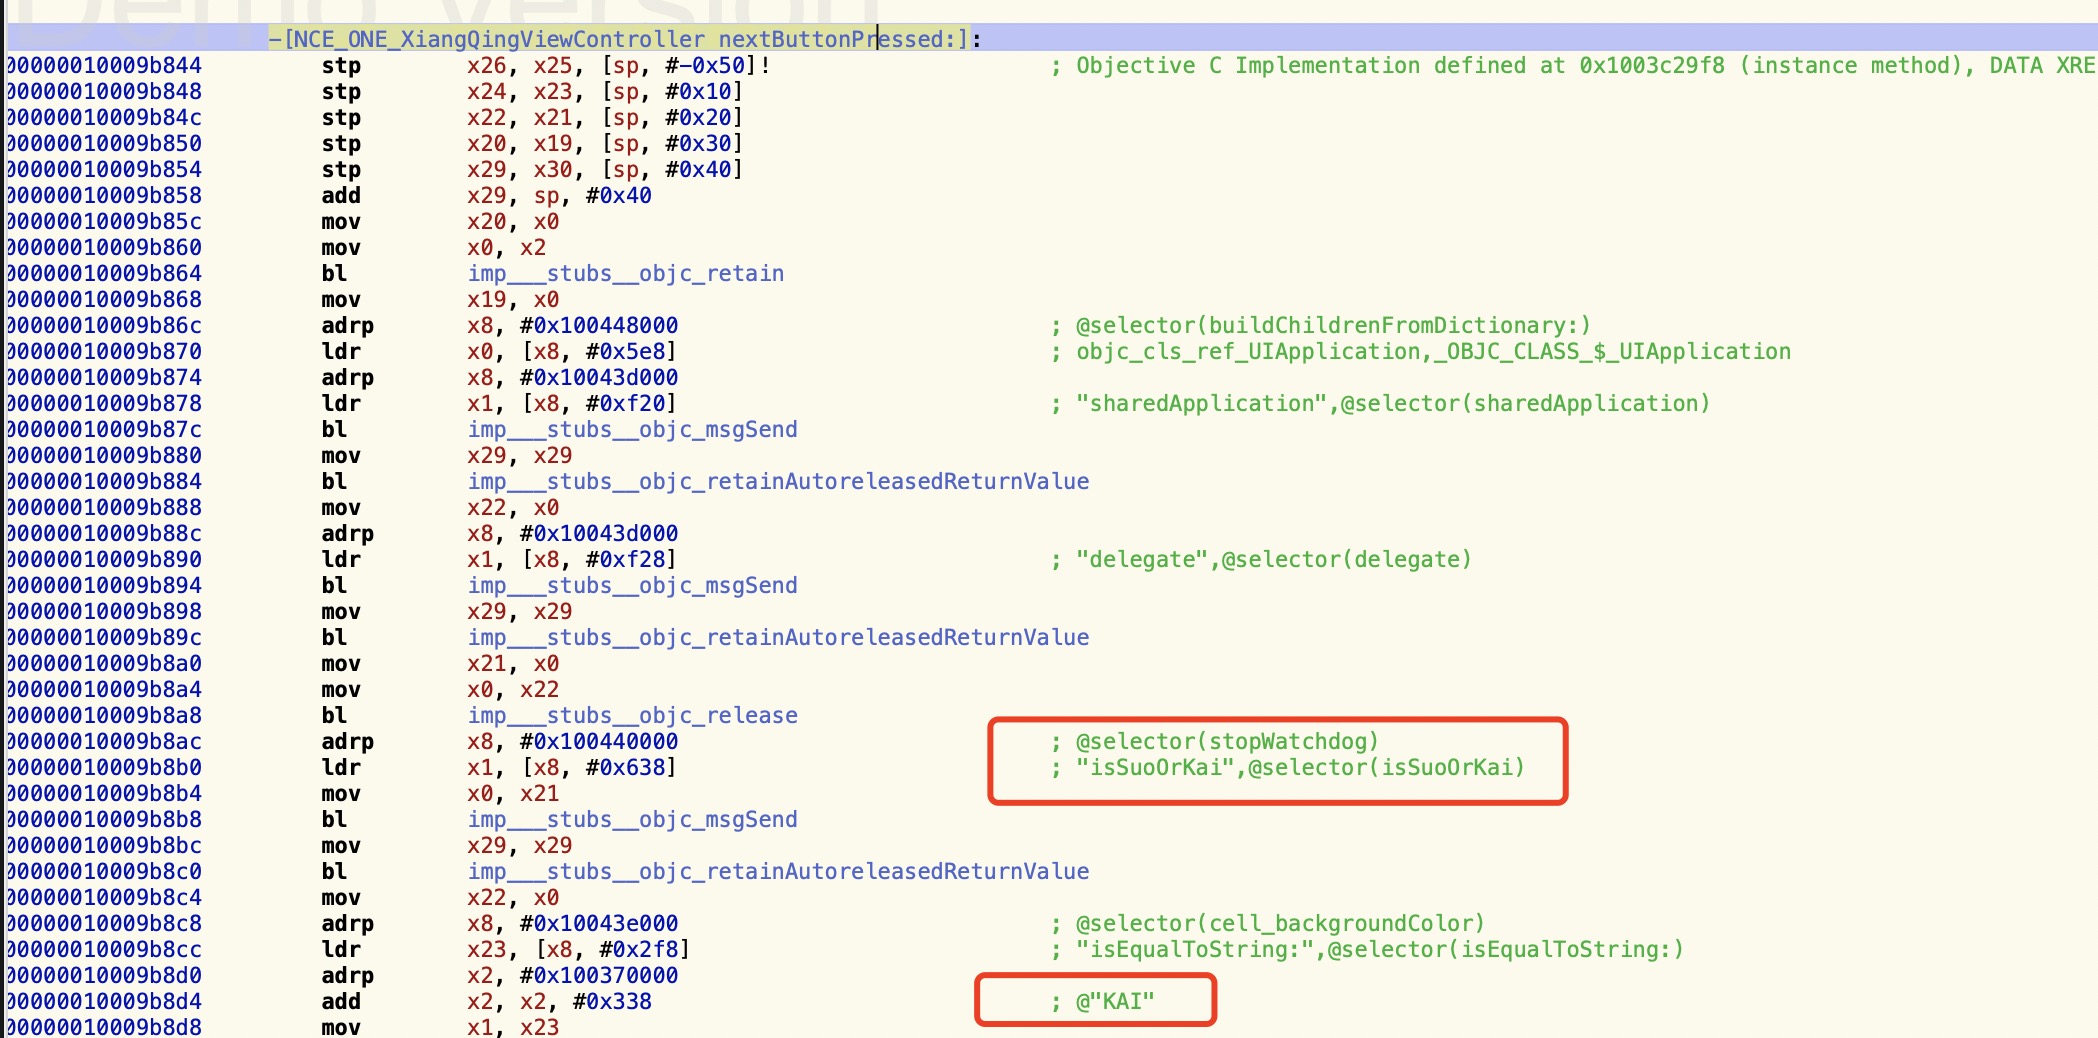 Demo Version
-[NCE_ONE_XiangQingViewController nextButtonPressed:]:
00000010009b844 stp x26, x25, [sp, #-0x50]! ; Objective C Implementation defined at 0x1003c29f8 (instance method), DATA XRE
00000010009b848 stp x24, x23, [sp, #0x10]
00000010009b84c stp x22, x21, [sp, #0x20]
00000010009b850 stp x20, x19, [sp, #0x30]
00000010009b854 stp x29, x30, [sp, #0x40]
00000010009b858 add x29, sp, #0x40
00000010009b85c mov x20, x0
00000010009b860 mov x0, x2
00000010009b864 bl imp___stubs__objc_retain
00000010009b868 mov x19, x0
00000010009b86c adrp x8, #0x100448000 ; @selector(buildChildrenFromDictionary:)
00000010009b870 ldr x0, [x8, #0x5e8] ; objc_cls_ref_UIApplication,_OBJC_CLASS_$_UIApplication
00000010009b874 adrp x8, #0x10043d000
00000010009b878 ldr x1, [x8, #0xf20] ; "sharedApplication",@selector(sharedApplication)
00000010009b87c bl imp___stubs__objc_msgSend
00000010009b880 mov x29, x29
00000010009b884 bl imp___stubs__objc_retainAutoreleasedReturnValue
00000010009b888 mov x22, x0
00000010009b88c adrp x8, #0x10043d000
00000010009b890 ldr x1, [x8, #0xf28] ; "delegate",@selector(delegate)
00000010009b894 bl imp___stubs__objc_msgSend
00000010009b898 mov x29, x29
00000010009b89c bl imp___stubs__objc_retainAutoreleasedReturnValue
00000010009b8a0 mov x21, x0
00000010009b8a4 mov x0, x22
00000010009b8a8 bl imp___stubs__objc_release
00000010009b8ac adrp x8, #0x100440000 ; @selector(stopWatchdog)
00000010009b8b0 ldr x1, [x8, #0x638] ; "isSuoOrKai",@selector(isSuoOrKai)
00000010009b8b4 mov x0, x21
00000010009b8b8 bl imp___stubs__objc_msgSend
00000010009b8bc mov x29, x29
00000010009b8c0 bl imp___stubs__objc_retainAutoreleasedReturnValue
00000010009b8c4 mov x22, x0
00000010009b8c8 adrp x8, #0x10043e000 ; @selector(cell_backgroundColor)
00000010009b8cc ldr x23, [x8, #0x2f8] ; "isEqualToString:",@selector(isEqualToString:)
00000010009b8d0 adrp x2, #0x100370000
00000010009b8d4 add x2, x2, #0x338 ; @"KAI"
00000010009b8d8 mov x1, x23